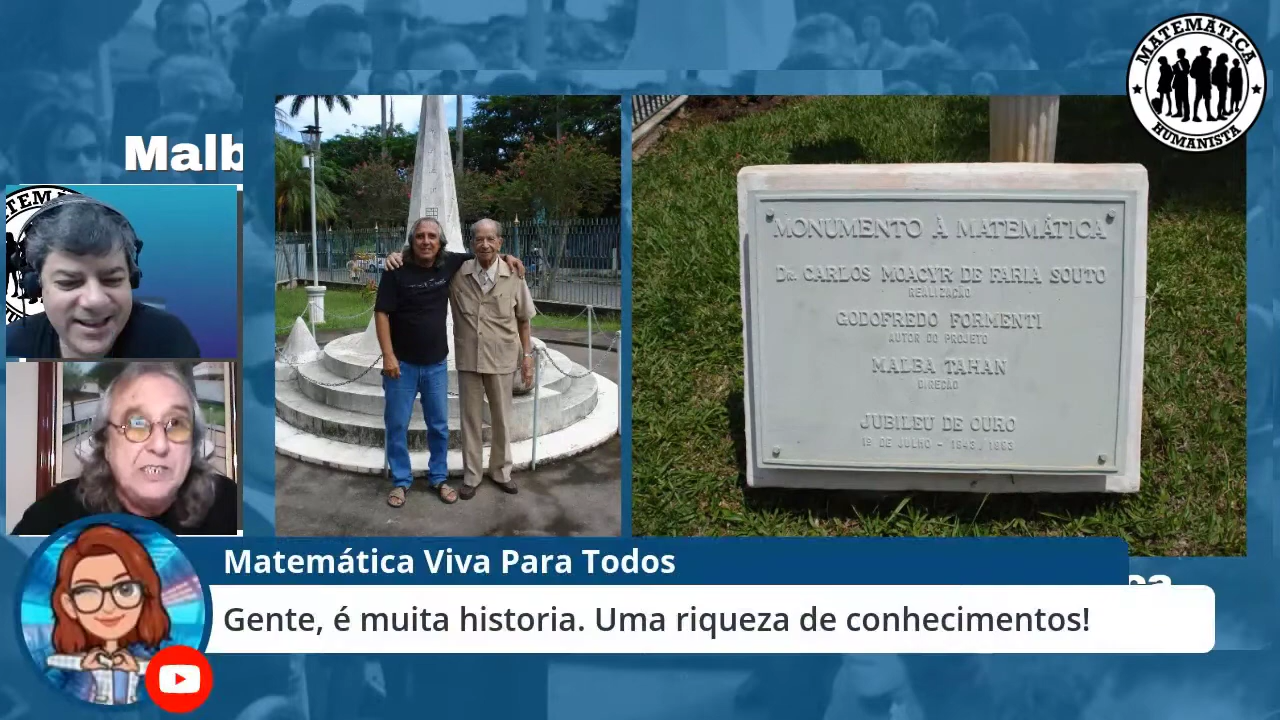 MATEMÁTICA
HUMANISTA
Malb
MONUMENTO À MATEMÁTICA
DR. CARLOS MOACYR DE FARIA SOUTO
REALIZAÇÃO
GODOFREDO FORMENTI
AUTOR DO PROJETO
MALBA TAHAN
DIREÇÃO
JUBILEU DE OURO
19 DE JULHO - 1943/1993
Matemática Viva Para Todos
Gente, é muita historia. Uma riqueza de conhecimentos!